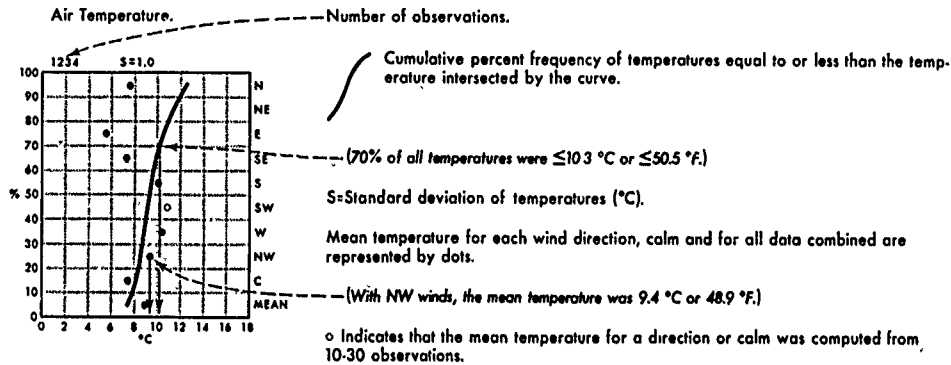 Air Temperature.
Number of observations.
1234 S=1.0
Cumulative percent frequency of temperatures equal to or less than the temp-
erature intersected by the curve.
100
90
80
70
60
50
40
30
20
10
0
%
N
NE
E
SE
S
SW
W
NW
C
MEAN
0 2 4 6 8 10 12 14 16 18
°C
(70% of all temperatures were ≤10 3 °C or ≤50.5 °F.)
S=Standard deviation of temperatures (°C).
Mean temperature for each wind direction, calm and for all data combined are
represented by dots.
(With NW winds, the mean temperature was 9.4 °C or 48.9 °F.)
o Indicates that the mean temperature for a direction or calm was computed from
10-30 observations.